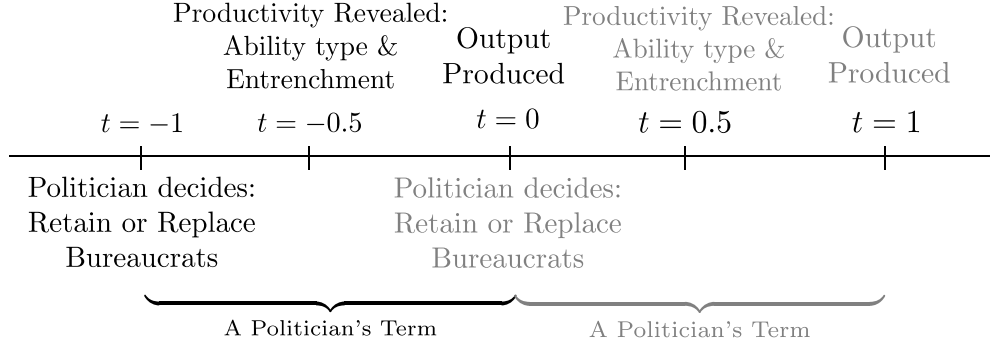 Productivity Revealed:
Ability type &
Entrenchment
Output
Produced
Productivity Revealed:
Ability type &
Entrenchment
Output
Produced
t = −1
t = −0.5
t = 0
t = 0.5
t = 1
Politician decides:
Retain or Replace
Bureaucrats
Politician decides:
Retain or Replace
Bureaucrats
A Politician's Term
A Politician's Term